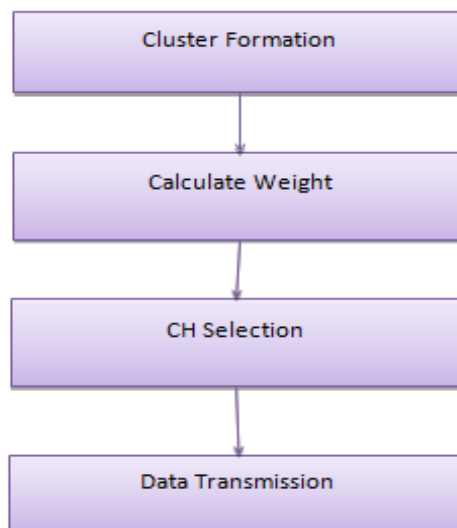 Cluster Formation
Calculate Weight
CH Selection
Data Transmission